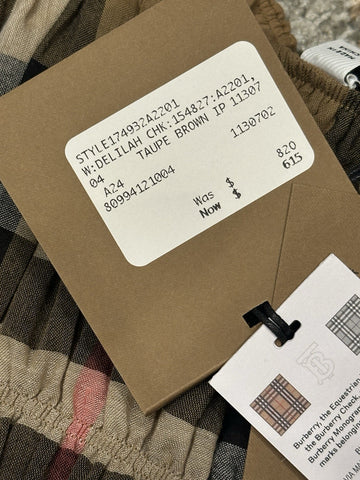 STYLE174932A2201
W:DELILAH CHK:154827:A2201,
04 TAUPE BROWN IP 11307
A24 1130702
80994121004
Was $ 820
Now $ 615
Burberry, the Equestrian
the Burberry Check,
Burberry Monogra
marks belonging